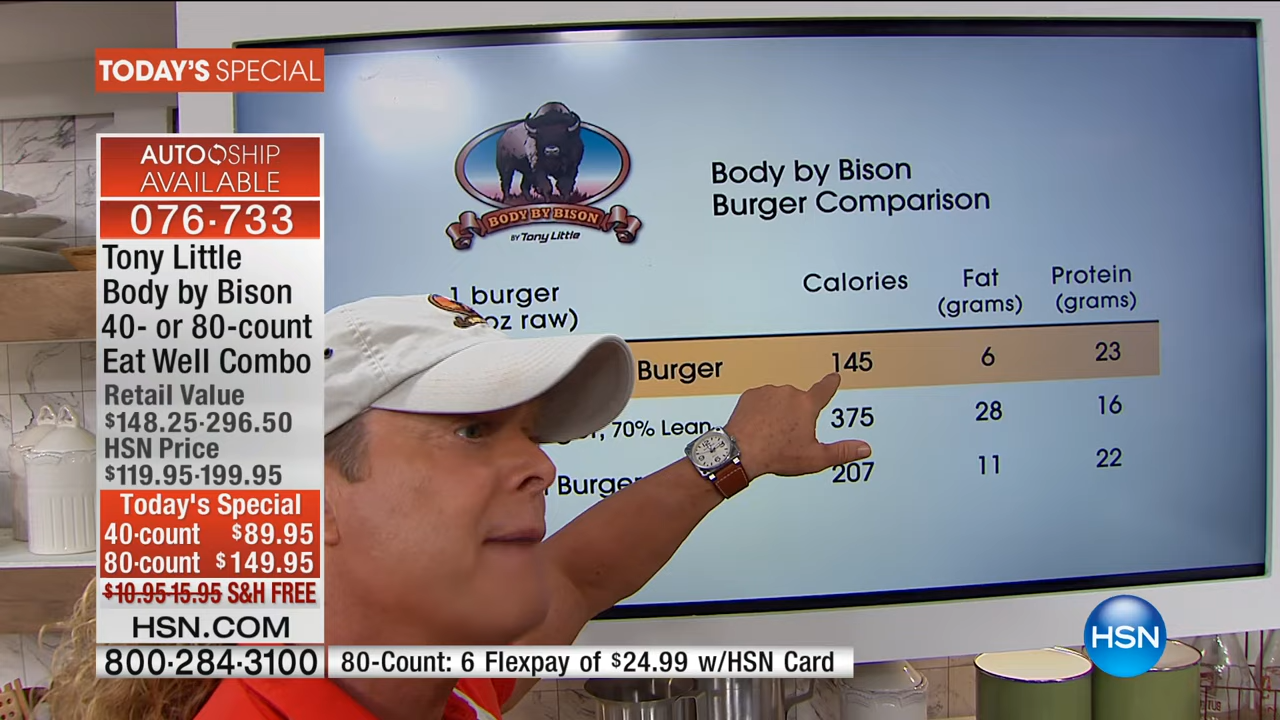 TODAY'S SPECIAL
AUTOSHIP
AVAILABLE
076·733
Tony Little
Body by Bison
40- or 80-count
Eat Well Combo
Retail Value
$148.25-296.50
HSN Price
$119.95-199.95
Today's Special
40-count $89.95
80-count $149.95
$10.95-15.95 S&H FREE
HSN.COM
800·284·3100
80-Count: 6 Flexpay of $24.99 w/HSN Card
HSN
BODY BY BISON
BY Tony Little
Body by Bison
Burger Comparison
1 burger
oz raw)
Calories
Fat
(grams)
Protein
(grams)
Burger 145 6 23
, 70% Lean 375 28 16
Burger 207 11 22